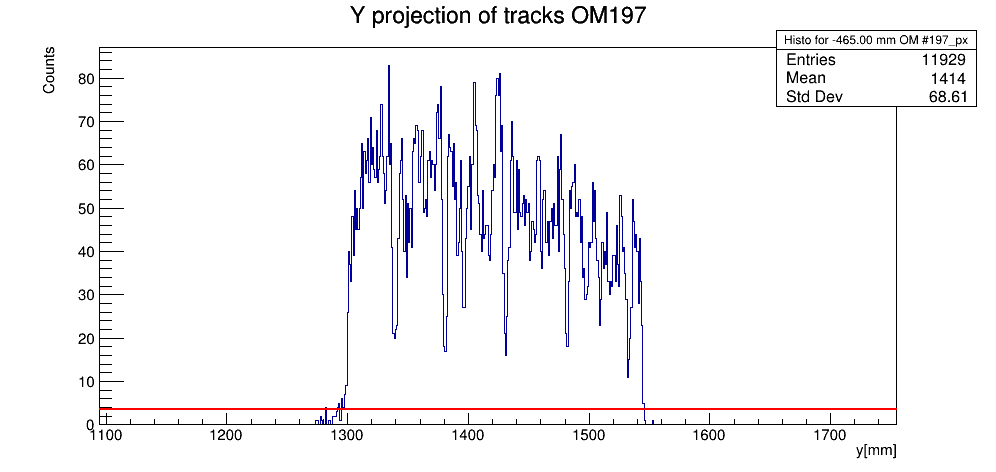 Y projection of tracks OM197
Histo for -465.00 mm OM #197_px
Entries 11929
Mean 1414
Std Dev 68.61
Counts
80
70
60
50
40
30
20
10
0
1100 1200 1300 1400 1500 1600 1700
y[mm]